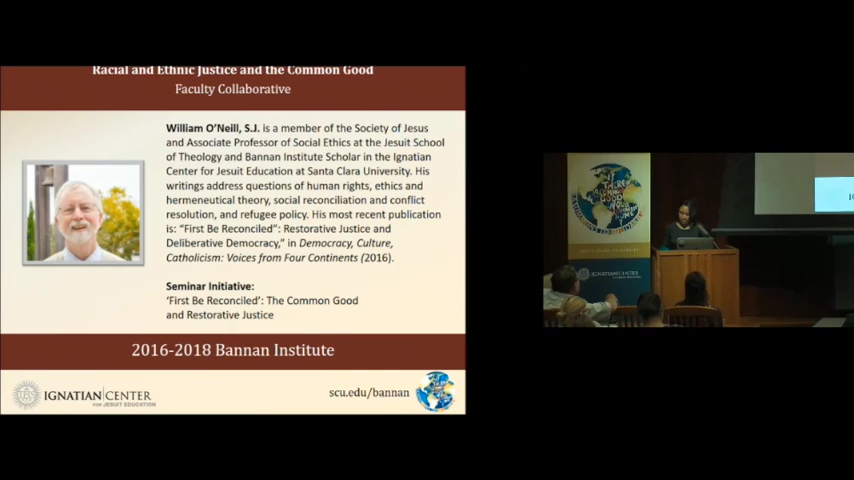 Racial and Ethnic Justice and the Common Good
Faculty Collaborative
William O'Neill, S.J. is a member of the Society of Jesus
and Associate Professor of Social Ethics at the Jesuit School
of Theology and Bannan Institute Scholar in the Ignatian
Center for Jesuit Education at Santa Clara University. His
writings address questions of human rights, ethics and
hermeneutical theory, social reconciliation and conflict
resolution, and refugee policy. His most recent publication
is: "First Be Reconciled": Restorative Justice and
Deliberative Democracy," in Democracy, Culture,
Catholicism: Voices from Four Continents (2016).
Seminar Initiative:
'First Be Reconciled': The Common Good
and Restorative Justice
2016-2018 Bannan Institute
IGNATIAN CENTER
FOR JESUIT EDUCATION
scu.edu/bannan
IS THERE
A COMMON
GOOD
IGNATIAN CENTER